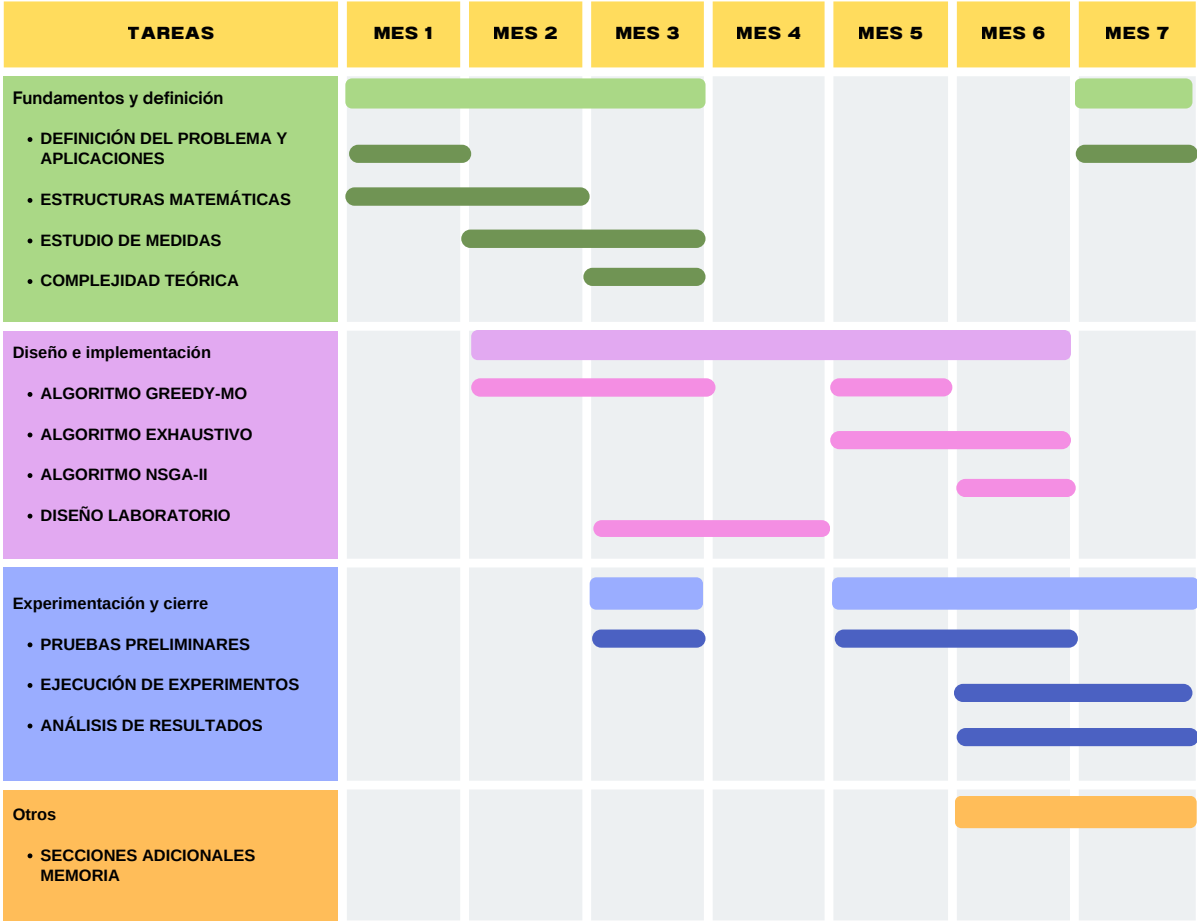 TAREAS MES 1 MES 2 MES 3 MES 4 MES 5 MES 6 MES 7
Fundamentos y definición
• DEFINICIÓN DEL PROBLEMA Y
APLICACIONES
• ESTRUCTURAS MATEMÁTICAS
• ESTUDIO DE MEDIDAS
• COMPLEJIDAD TEÓRICA
Diseño e implementación
• ALGORITMO GREEDY-MO
• ALGORITMO EXHAUSTIVO
• ALGORITMO NSGA-II
• DISEÑO LABORATORIO
Experimentación y cierre
• PRUEBAS PRELIMINARES
• EJECUCIÓN DE EXPERIMENTOS
• ANÁLISIS DE RESULTADOS
Otros
• SECCIONES ADICIONALES
MEMORIA